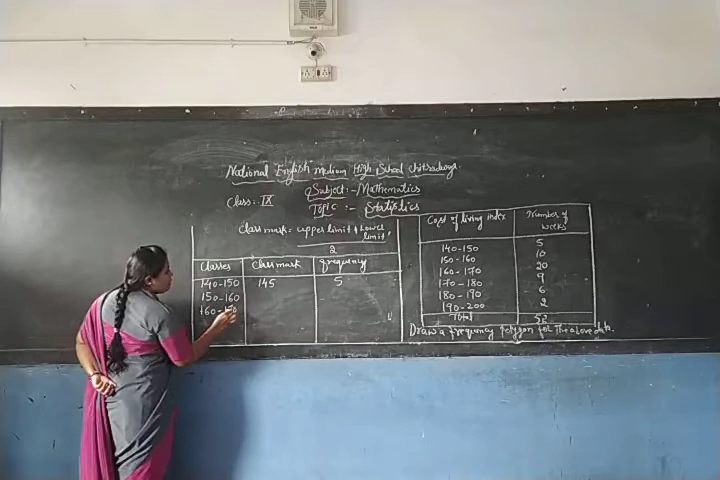 National English medium High School Chitradurga.
Subject:- Mathematics
Class:- IX
Topic :- Statistics
Class mark = upper limit + Lower limit
2
Classes Class mark frequency
140-150 145 5
150-160
160-170
Cost of living index Number of weeks
140-150 5
150-160 10
160-170 20
170-180 9
180-190 6
190-200 2
Total 52
Draw a frequency polygon for The above data.